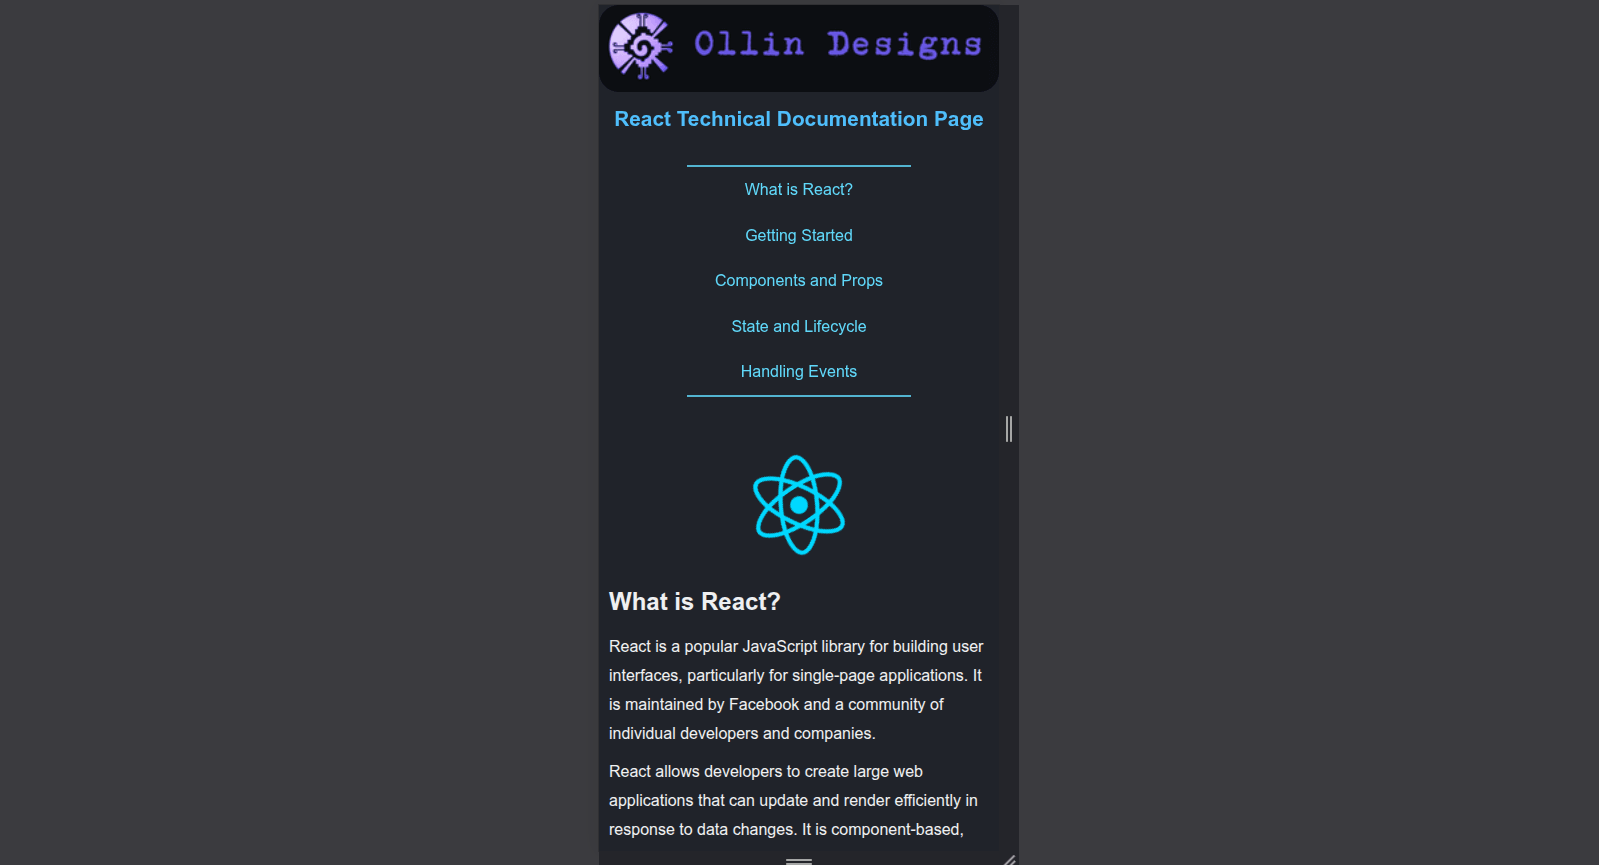 Ollin Designs
React Technical Documentation Page
What is React?
Getting Started
Components and Props
State and Lifecycle
Handling Events
What is React?
React is a popular JavaScript library for building user
interfaces, particularly for single-page applications. It
is maintained by Facebook and a community of
individual developers and companies.
React allows developers to create large web
applications that can update and render efficiently in
response to data changes. It is component-based,